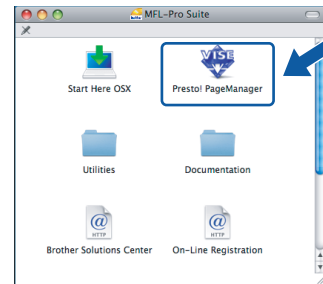 MFL-Pro Suite
VISE
Start Here OSX
Presto! PageManager
Utilities
Documentation
@
HTTP
@
HTTP
Brother Solutions Center
On-Line Registration